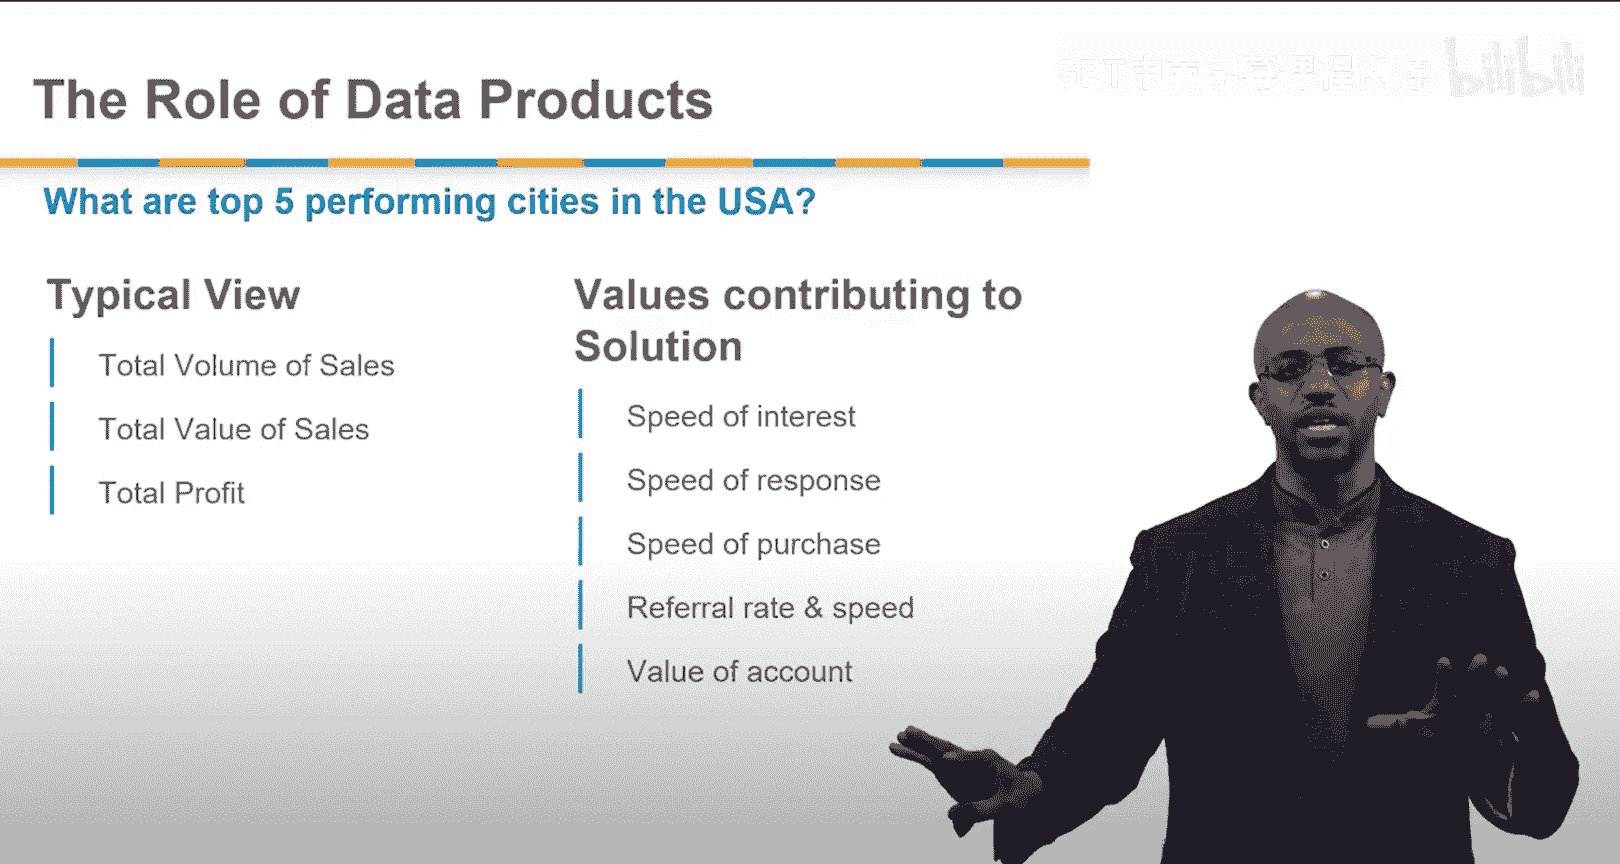 The Role of Data Products
bilibili
What are top 5 performing cities in the USA?
Typical View
Total Volume of Sales
Total Value of Sales
Total Profit
Values contributing to
Solution
Speed of interest
Speed of response
Speed of purchase
Referral rate & speed
Value of account